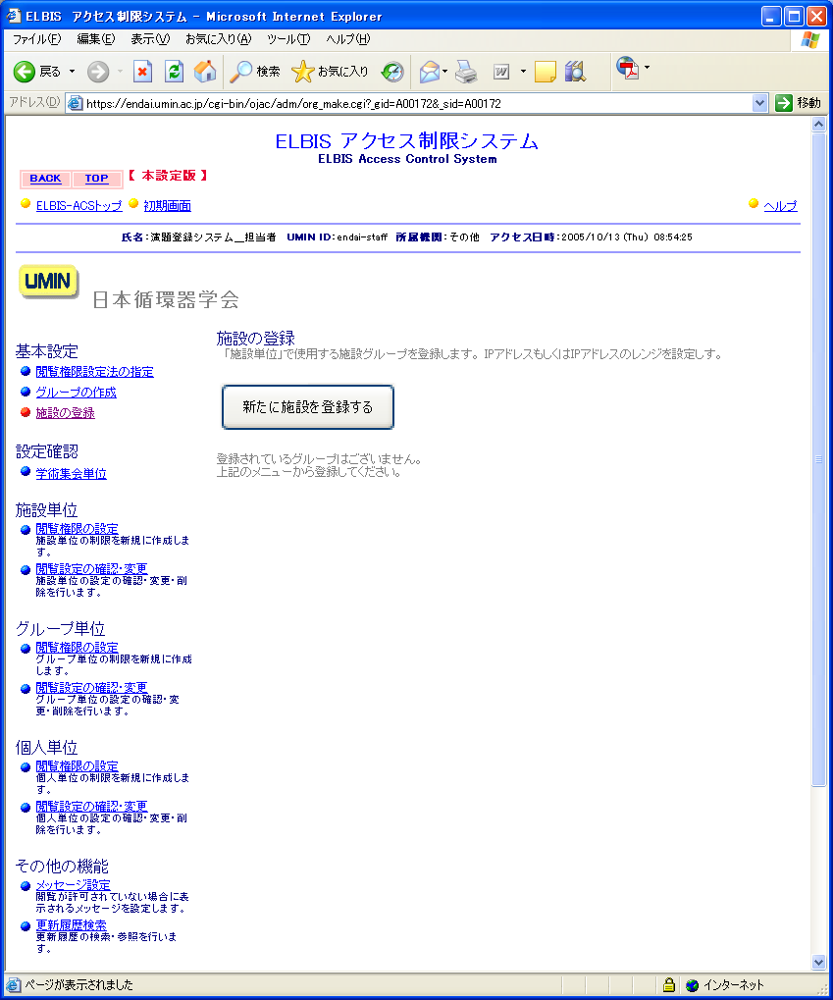 ELBIS アクセス制限システム - Microsoft Internet Explorer
ファイル(F) 編集(E) 表示(V) お気に入り(A) ツール(T) ヘルプ(H)
戻る 検索 お気に入り
アドレス(D) https://endai.umin.ac.jp/cgi-bin/ojac/adm/org_make.cgi?_gid=A00172&_sid=A00172 移動
ELBIS アクセス制限システム
ELBIS Access Control System
BACK TOP 【 本設定版 】
ELBIS-ACSトップ 初期画面 ヘルプ
氏名：演題登録システム＿担当者 UMIN ID：endai-staff 所属機関：その他 アクセス日時：2005/10/13 (Thu) 08:54:25
UMIN 日本循環器学会
施設の登録
「施設単位」で使用する施設グループを登録します。 IPアドレスもしくはIPアドレスのレンジを設定しす。
新たに施設を登録する
登録されているグループはございません。
上記のメニューから登録してください。
基本設定
閲覧権限設定法の指定
グループの作成
施設の登録
設定確認
学術集会単位
施設単位
閲覧権限の設定
施設単位の制限を新規に作成しま
す。
閲覧設定の確認・変更
施設単位の設定の確認・変更・削
除を行います。
グループ単位
閲覧権限の設定
グループ単位の制限を新規に作成
します。
閲覧設定の確認・変更
グループ単位の設定の確認・変
更・削除を行います。
個人単位
閲覧権限の設定
個人単位の制限を新規に作成しま
す。
閲覧設定の確認・変更
個人単位の設定の確認・変更・削
除を行います。
その他の機能
メッセージ設定
閲覧が許可されていない場合に表
示されるメッセージを設定します。
更新履歴検索
更新履歴の検索・参照を行いま
す。
ページが表示されました インターネット